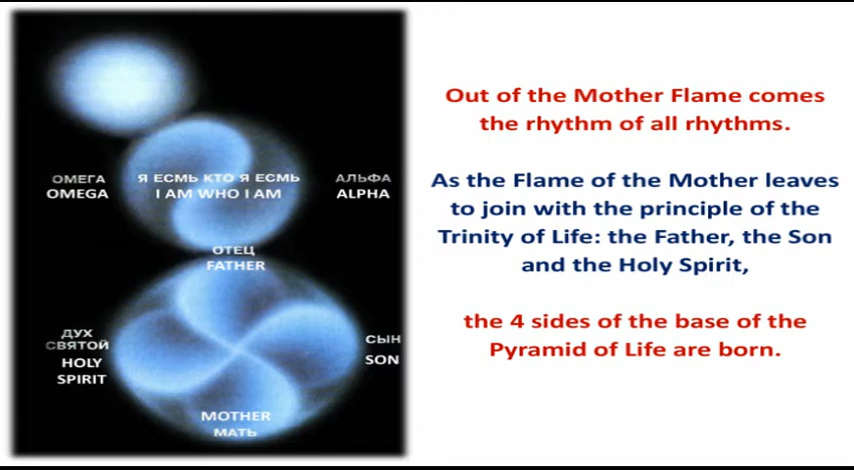 ОМЕГА
OMEGA
Я ЕСМЬ КТО Я ЕСМЬ
I AM WHO I AM
АЛЬФА
ALPHA
ОТЕЦ
FATHER
ДУХ
СВЯТОЙ
HOLY
SPIRIT
СЫН
SON
MOTHER
МАТЬ
Out of the Mother Flame comes
the rhythm of all rhythms.
As the Flame of the Mother leaves
to join with the principle of the
Trinity of Life: the Father, the Son
and the Holy Spirit,
the 4 sides of the base of the
Pyramid of Life are born.